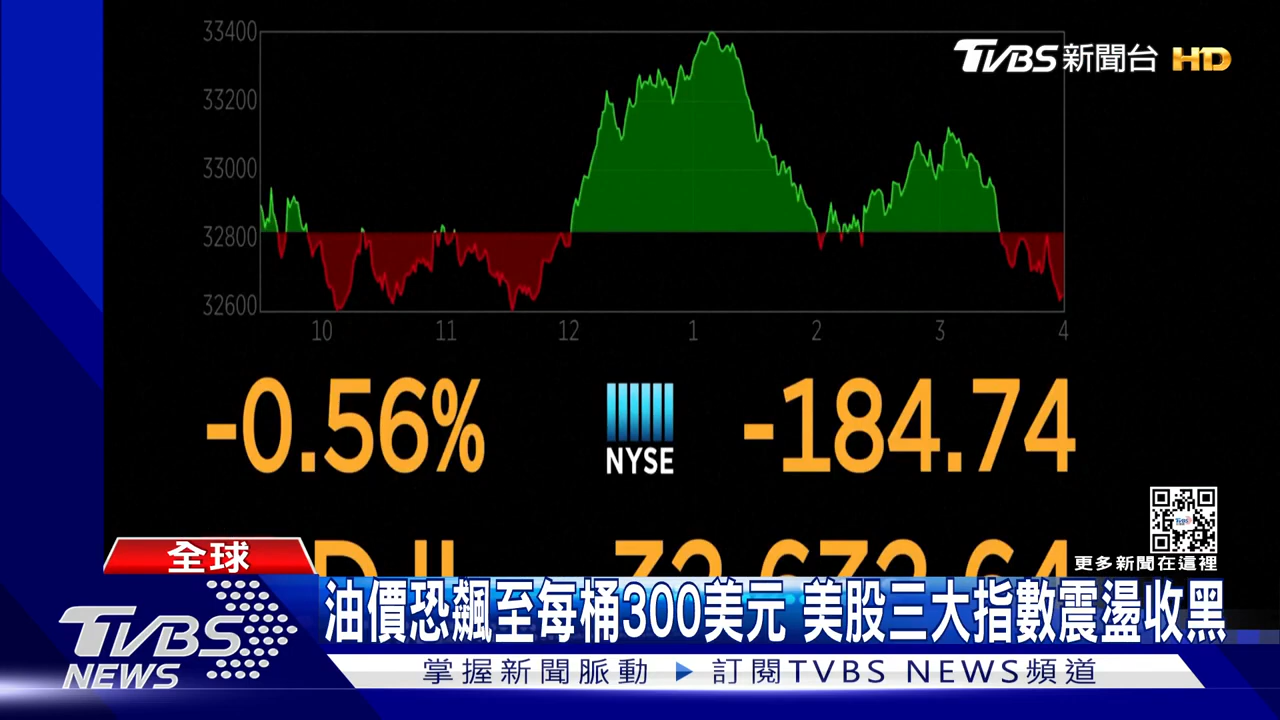 33400
33200
33000
32800
32600
10 11 12 1 2 3 4
TVBS新聞台 HD
-0.56%
NYSE
-184.74
更多新聞在這裡
全球
油價恐飆至每桶300美元 美股三大指數震盪收黑
TVBS
NEWS
掌握新聞脈動 ▶ 訂閱TVBS NEWS頻道